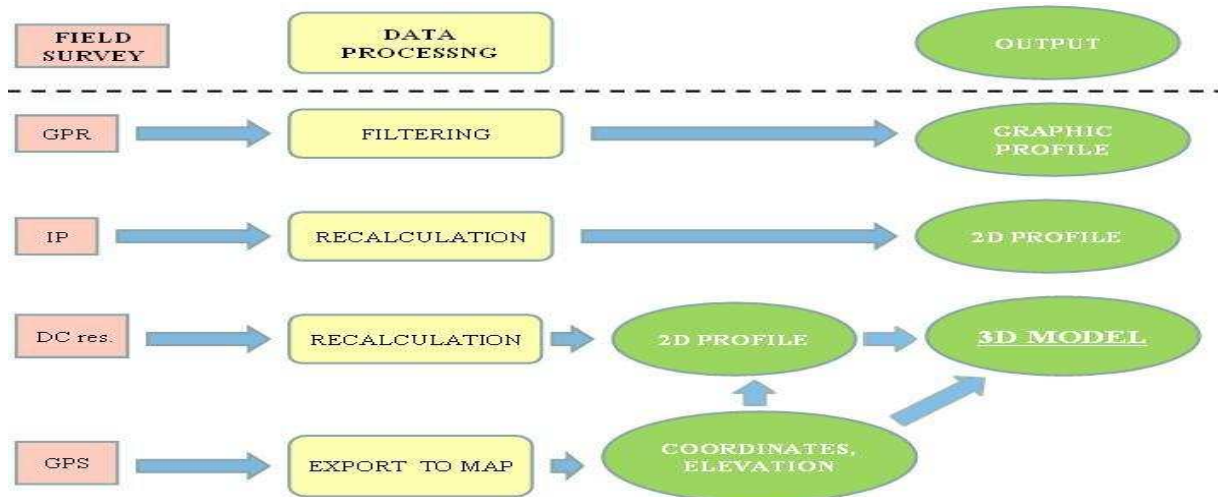 FIELD
SURVEY
DATA
PROCESSNG
OUTPUT
GPR
FILTERING
GRAPHIC
PROFILE
IP
RECALCULATION
2D PROFILE
DC res.
RECALCULATION
2D PROFILE
3D MODEL
GPS
EXPORT TO MAP
COORDINATES,
ELEVATION